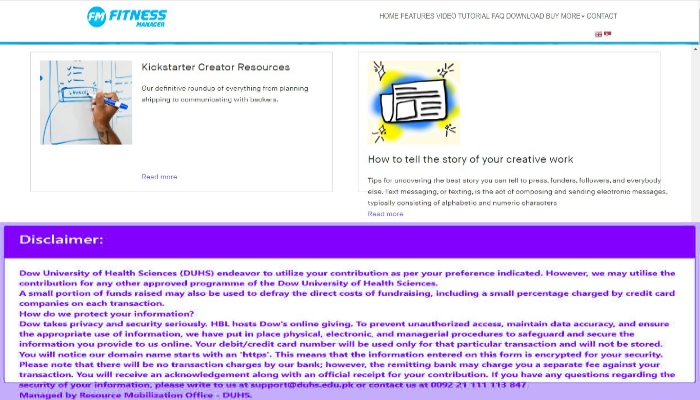 FM FITNESS
MANAGER
HOME FEATURES VIDEO TUTORIAL FAQ DOWNLOAD BUY MORE CONTACT
Kickstarter Creator Resources
Our definitive roundup of everything from planning
shipping to communicating with backers.
Read more
How to tell the story of your creative work
Tips for uncovering the best story you can tell to press, funders, followers, and everybody
else. Text messaging, or texting, is the act of composing and sending electronic messages,
typically consisting of alphabetic and numeric characters
Read more
Disclaimer:
Dow University of Health Sciences (DUHS) endeavor to utilize your contribution as per your preference indicated. However, we may utilise the
contribution for any other approved programme of the Dow University of Health Sciences.
A small portion of funds raised may also be used to defray the direct costs of fundraising, including a small percentage charged by credit card
companies on each transaction.
How do we protect your information?
Dow takes privacy and security seriously. HBL hosts Dow's online giving. To prevent unauthorized access, maintain data accuracy, and ensure
the appropriate use of information, we have put in place physical, electronic, and managerial procedures to safeguard and secure the
information you provide to us online. Your debit/credit card number will be used only for that particular transaction and will not be stored.
You will notice our domain name starts with an 'https'. This means that the information entered on this form is encrypted for your security.
Please note that there will be no transaction charges by our bank; however, the remitting bank may charge you a separate fee against your
transaction. You will receive an acknowledgement along with an official receipt for your contribution. If you have any questions regarding the
security of your information, please write to us at support@duhs.edu.pk or contact us at 0092 21 111 113 847
Managed by Resource Mobilization Office - DUHS.